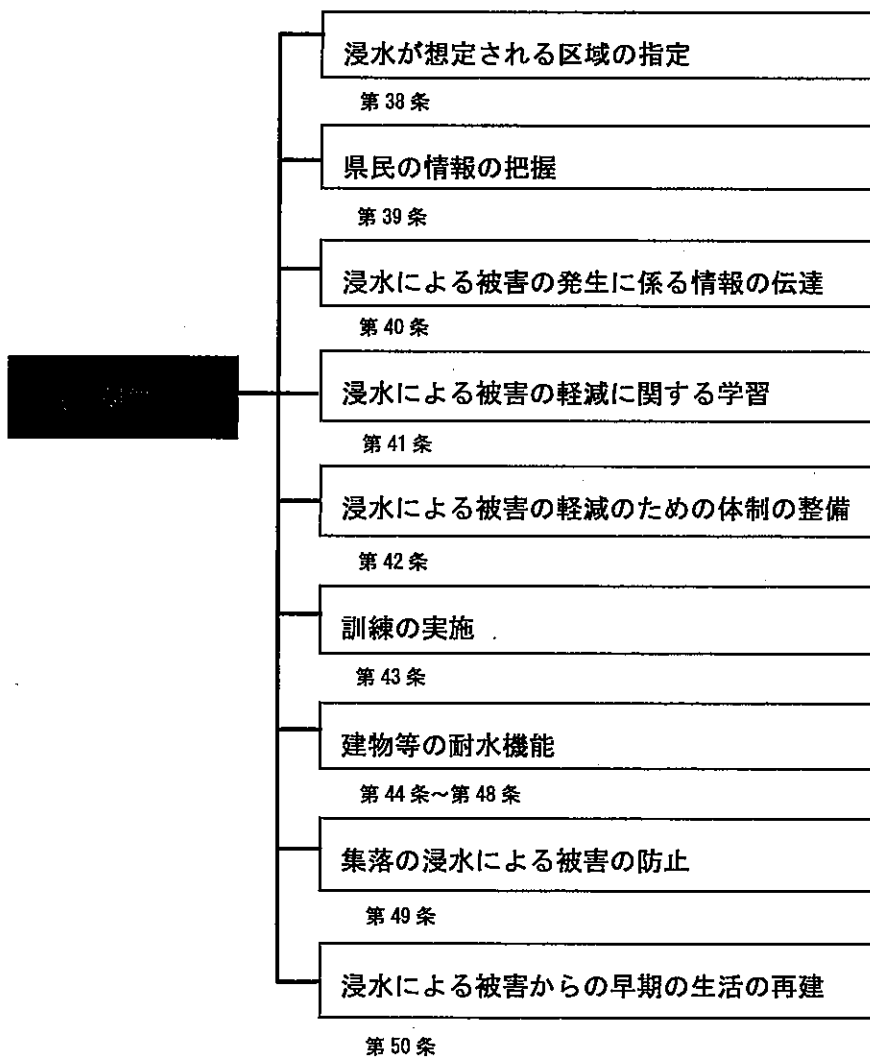 浸水が想定される区域の指定
第38条
県民の情報の把握
第39条
浸水による被害の発生に係る情報の伝達
第40条
浸水による被害の軽減に関する学習
第41条
浸水による被害の軽減のための体制の整備
第42条
訓練の実施
第43条
建物等の耐水機能
第44条~第48条
集落の浸水による被害の防止
第49条
浸水による被害からの早期の生活の再建
第50条